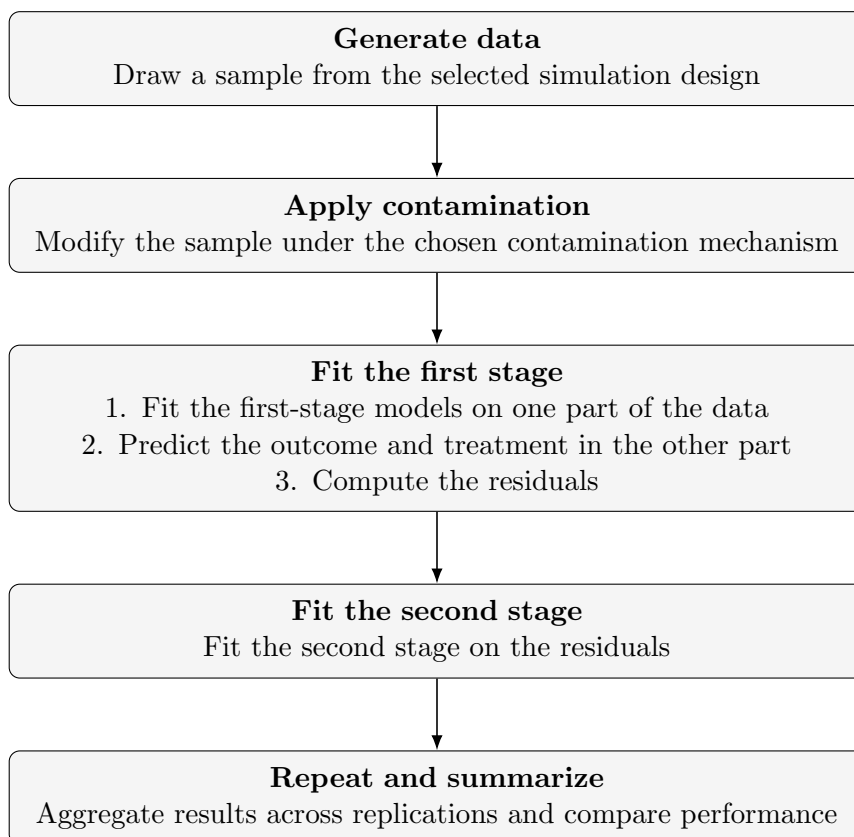 Generate data
Draw a sample from the selected simulation design
Apply contamination
Modify the sample under the chosen contamination mechanism
Fit the first stage
1. Fit the first-stage models on one part of the data
2. Predict the outcome and treatment in the other part
3. Compute the residuals
Fit the second stage
Fit the second stage on the residuals
Repeat and summarize
Aggregate results across replications and compare performance